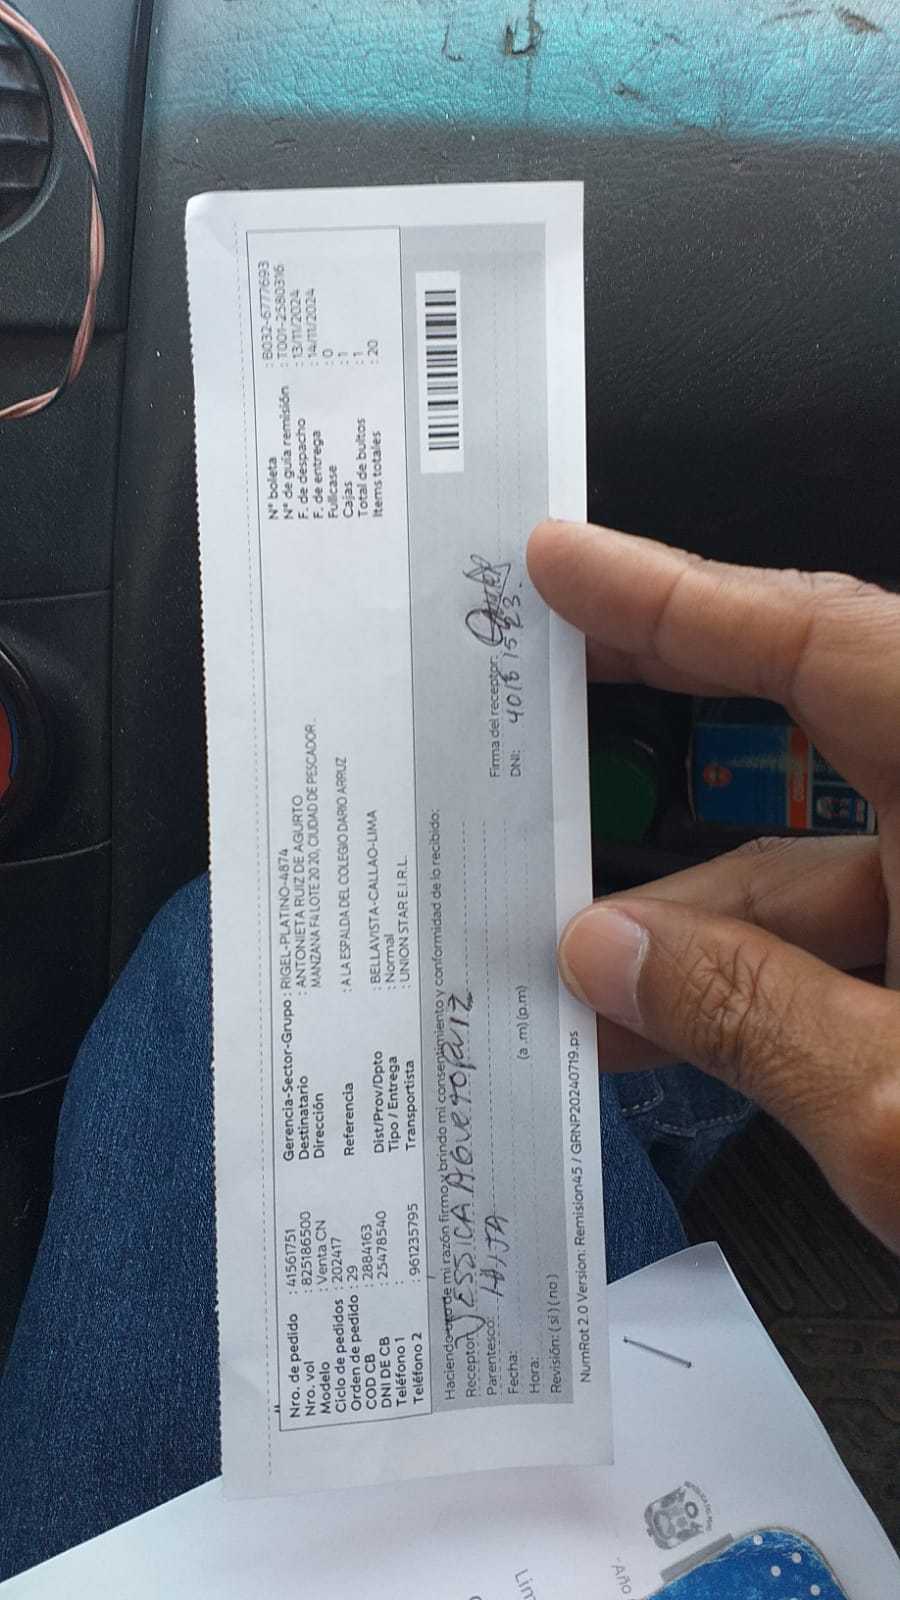 Nro. de pedido : 41561751
Nro. vol : 825186500
Modelo : Venta CN
Ciclo de pedidos : 202417
Orden de pedido : 29
COD CB : 2884163
DNI DE CB : 25478540
Teléfono 1 :
Teléfono 2 : 961235795
Gerencia-Sector-Grupo : RIGEL-PLATINO-4874
Destinatario : ANTONIETA RUIZ DE AGURTO
Dirección MANZANA F4 LOTE 20 20, CIUDAD DE PESCADOR .
Referencia : A LA ESPALDA DEL COLEGIO DARIO ARRUZ
Dist/Prov/Dpto : BELLAVISTA-CALLAO-LIMA
Tipo / Entrega : Normal
Transportista : UNION STAR E.I.R.L.
N° boleta : B032-6777693
N° de guía remisión : T001-2580316
F. de despacho : 13/11/2024
F. de entrega : 14/11/2024
Fullcase : 0
Cajas : 1
Total de bultos : 1
Items totales : 20
Haciendo uso de mi razón firmo y brindo mi consentimiento y conformidad de lo recibido:
Receptor: YESSICA
Parentesco: HIJA
Fecha:
Hora: (a .m) (p.m)
Revisión: ( si ) ( no )
Firma del receptor:
DNI:
NumRot 2.0 Version: Remision45 / GRNP20240719.ps